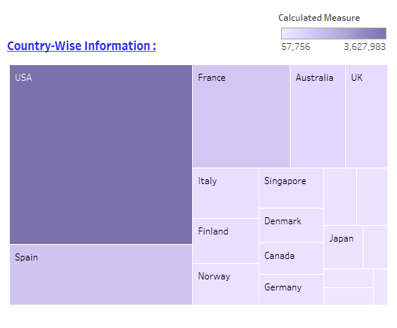 Calculated Measure
57,756 3,627,983
Country-Wise Information :
USA
France
Australia
UK
Italy
Singapore
Finland
Denmark
Japan
Spain
Canada
Norway
Germany